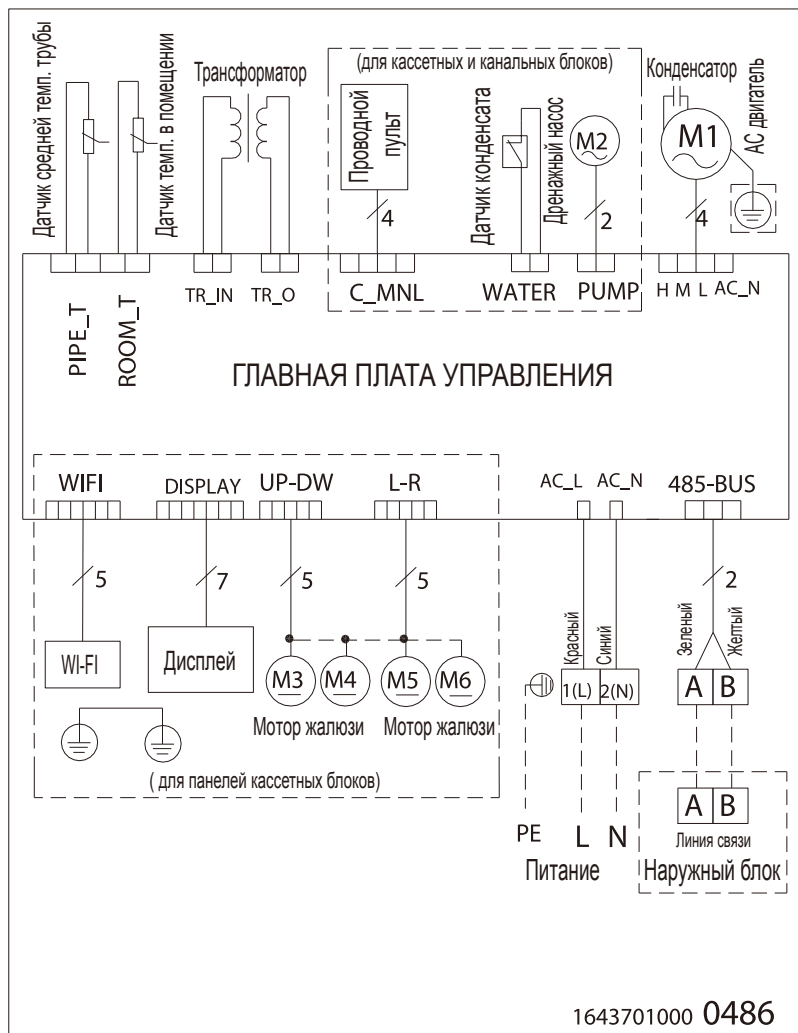 Датчик средней темп. трубы
Датчик темп. в помещении
Трансформатор
(для кассетных и канальных блоков)
Проводной
пульт
4
Датчик конденсата
Дренажный насос
M2
2
Конденсатор
M1
4
AC двигатель
PIPE_T
ROOM_T
TR_IN
TR_O
C_MNL
WATER
PUMP
H M L AC_N
ГЛАВНАЯ ПЛАТА УПРАВЛЕНИЯ
WIFI
DISPLAY
UP-DW
L-R
AC_L
AC_N
485-BUS
5
7
5
5
2
WI-FI
Дисплей
M3
M4
M5
M6
Мотор жалюзи
Мотор жалюзи
( для панелей кассетных блоков)
Красный
Синий
1(L)
2(N)
PE
L
N
Питание
Зеленый
Желтый
A
B
A
B
Линия связи
Наружный блок
1643701000 0486